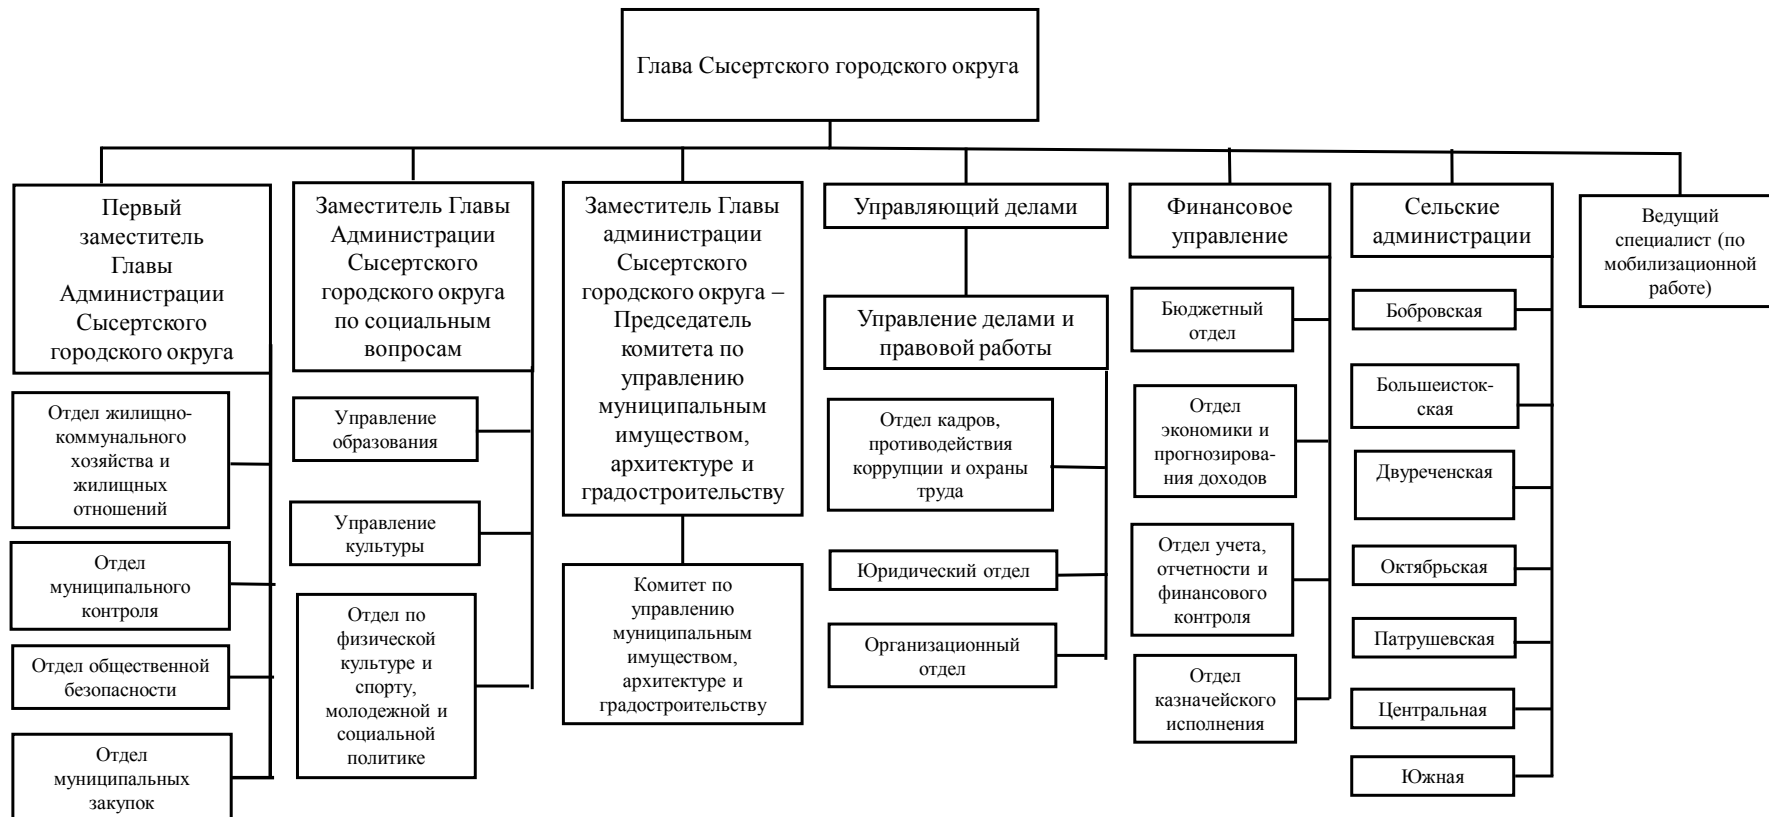 Глава Сысертского городского округа
Первый
заместитель
Главы
Администрации
Сысертского
городского округа
Отдел жилищно-
коммунального
хозяйства и
жилищных
отношений
Отдел
муниципального
контроля
Отдел общественной
безопасности
Отдел
муниципальных
закупок
Заместитель Главы
Администрации
Сысертского
городского округа
по социальным
вопросам
Управление
образования
Управление
культуры
Отдел по
физической
культуре и
спорту,
молодежной и
социальной
политике
Заместитель Главы
администрации
Сысертского
городского округа –
Председатель
комитета по
управлению
муниципальным
имуществом,
архитектуре и
градостроительству
Комитет по
управлению
муниципальным
имуществом,
архитектуре и
градостроительству
Управляющий делами
Управление делами и
правовой работы
Отдел кадров,
противодействия
коррупции и охраны
труда
Юридический отдел
Организационный
отдел
Финансовое
управление
Бюджетный
отдел
Отдел
экономики и
прогнозирова-
ния доходов
Отдел учета,
отчетности и
финансового
контроля
Отдел
казначейского
исполнения
Сельские
администрации
Бобровская
Большеисток-
ская
Двуреченская
Октябрьская
Патрушевская
Центральная
Южная
Ведущий
специалист (по
мобилизационной
работе)